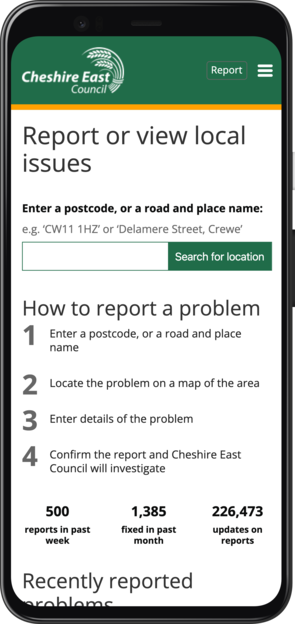 Cheshire East
Council
Report
Report or view local
issues
Enter a postcode, or a road and place name:
e.g. ‘CW11 1HZ’ or ‘Delamere Street, Crewe’
Search for location
How to report a problem
1 Enter a postcode, or a road and place
name
2 Locate the problem on a map of the area
3 Enter details of the problem
4 Confirm the report and Cheshire East
Council will investigate
500 1,385 226,473
reports in past fixed in past updates on
week month reports
Recently reported
problems